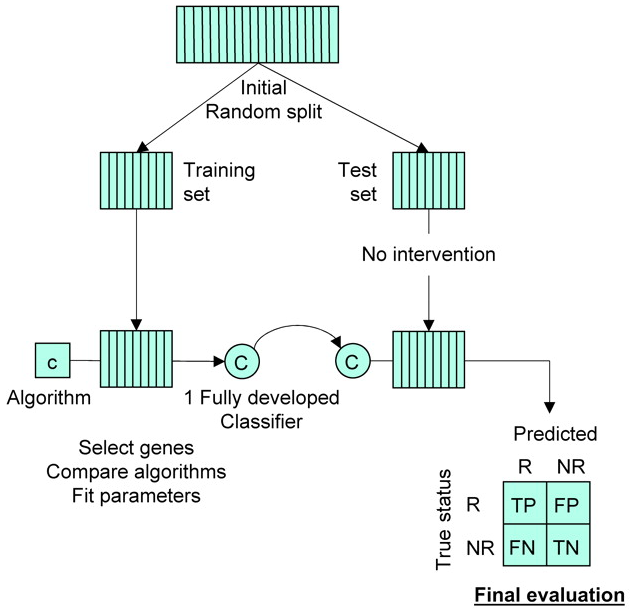 Initial
Random split
Training
set
Test
set
No intervention
c
C
C
Algorithm
1 Fully developed
Classifier
Select genes
Compare algorithms
Fit parameters
Predicted
R NR
True status
R TP FP
NR FN TN
Final evaluation